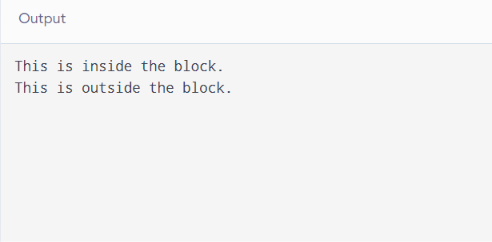 Output
This is inside the block.
This is outside the block.